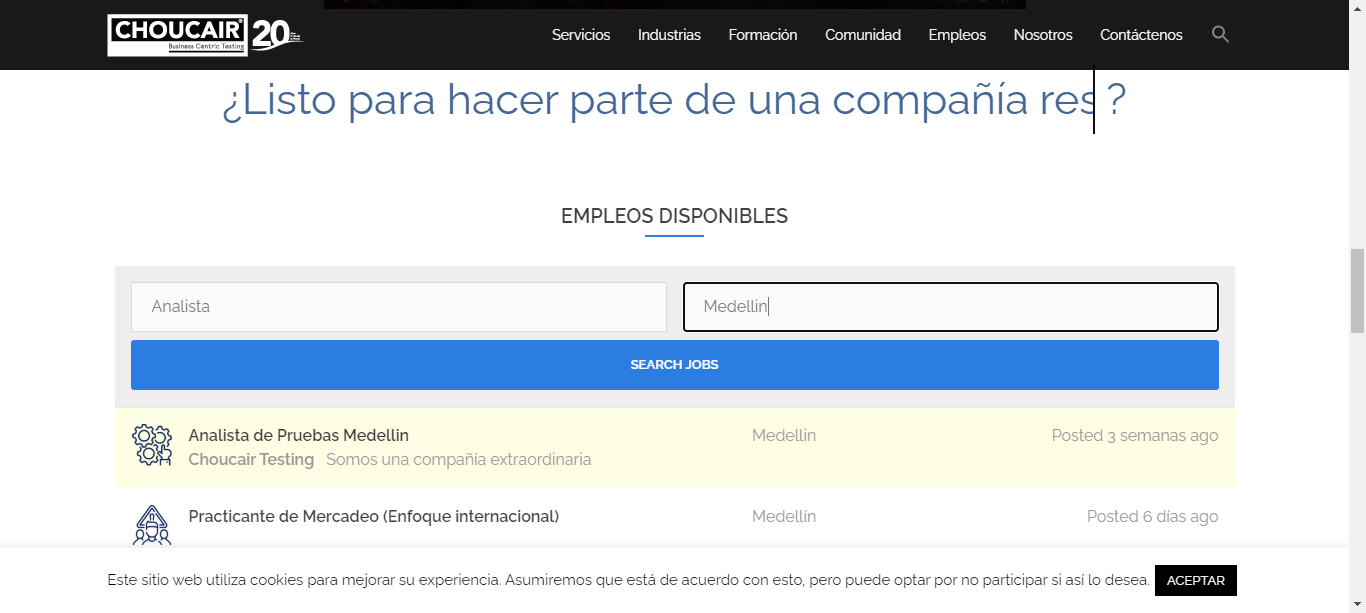 CHOUCAIR®
Business Centric Testing
20
Servicios
Industrias
Formación
Comunidad
Empleos
Nosotros
Contáctenos
¿Listo para hacer parte de una compañía res ?
EMPLEOS DISPONIBLES
Analista
Medellin
SEARCH JOBS
Analista de Pruebas Medellin
Medellin
Posted 3 semanas ago
Choucair Testing Somos una compañía extraordinaria
Practicante de Mercadeo (Enfoque internacional)
Medellín
Posted 6 días ago
Este sitio web utiliza cookies para mejorar su experiencia. Asumiremos que está de acuerdo con esto, pero puede optar por no participar si así lo desea.
ACEPTAR